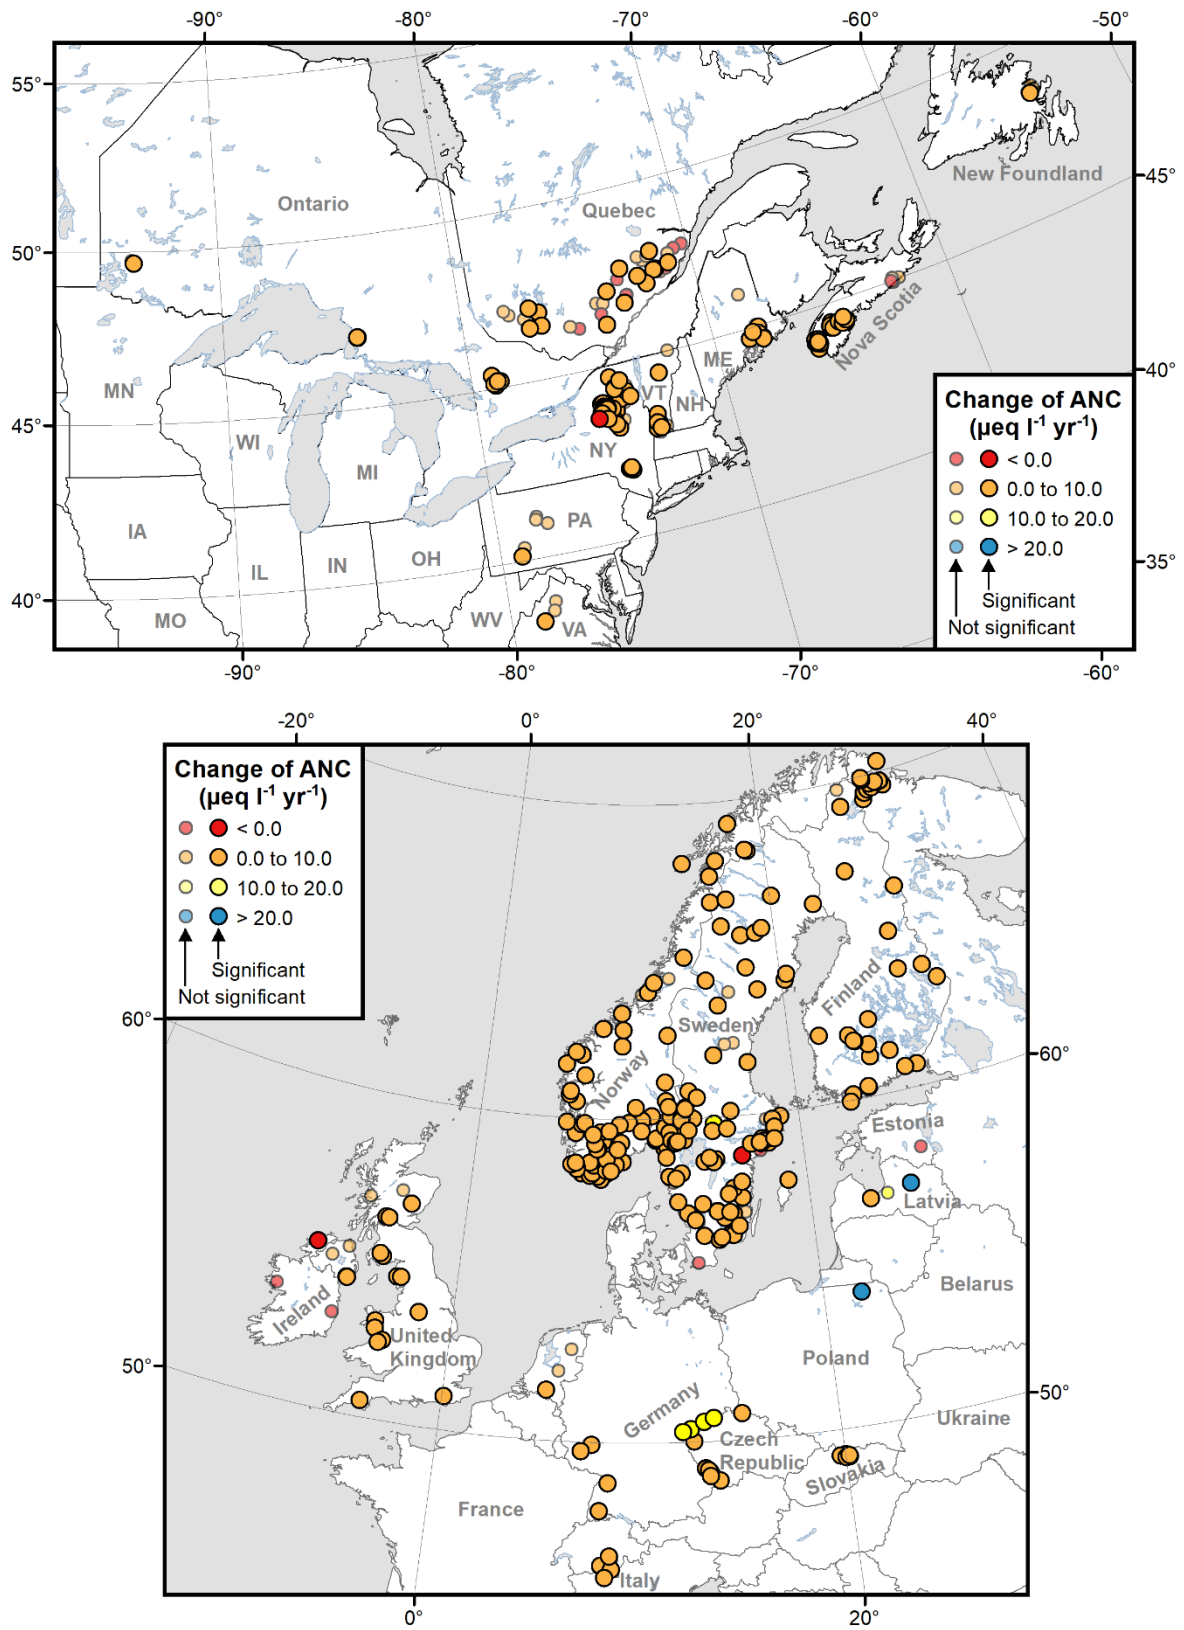 -90°
-80°
-70°
-60°
-50°
55°
50°
45°
40°
45°
40°
35°
Ontario
Quebec
New Foundland
Nova Scotia
MN
WI
MI
IA
IL
IN
OH
MO
WV
VA
PA
NY
VT
NH
ME
Change of ANC
(µeq l⁻¹ yr⁻¹)
< 0.0
0.0 to 10.0
10.0 to 20.0
> 20.0
Significant
Not significant
-90°
-80°
-70°
-60°
-20°
0°
20°
40°
Change of ANC
(µeq l⁻¹ yr⁻¹)
< 0.0
0.0 to 10.0
10.0 to 20.0
> 20.0
Significant
Not significant
60°
50°
60°
50°
Finland
Sweden
Norway
Estonia
Latvia
Belarus
Ireland
United
Kingdom
Poland
Germany
Ukraine
Czech
Republic
Slovakia
France
Italy
0°
20°